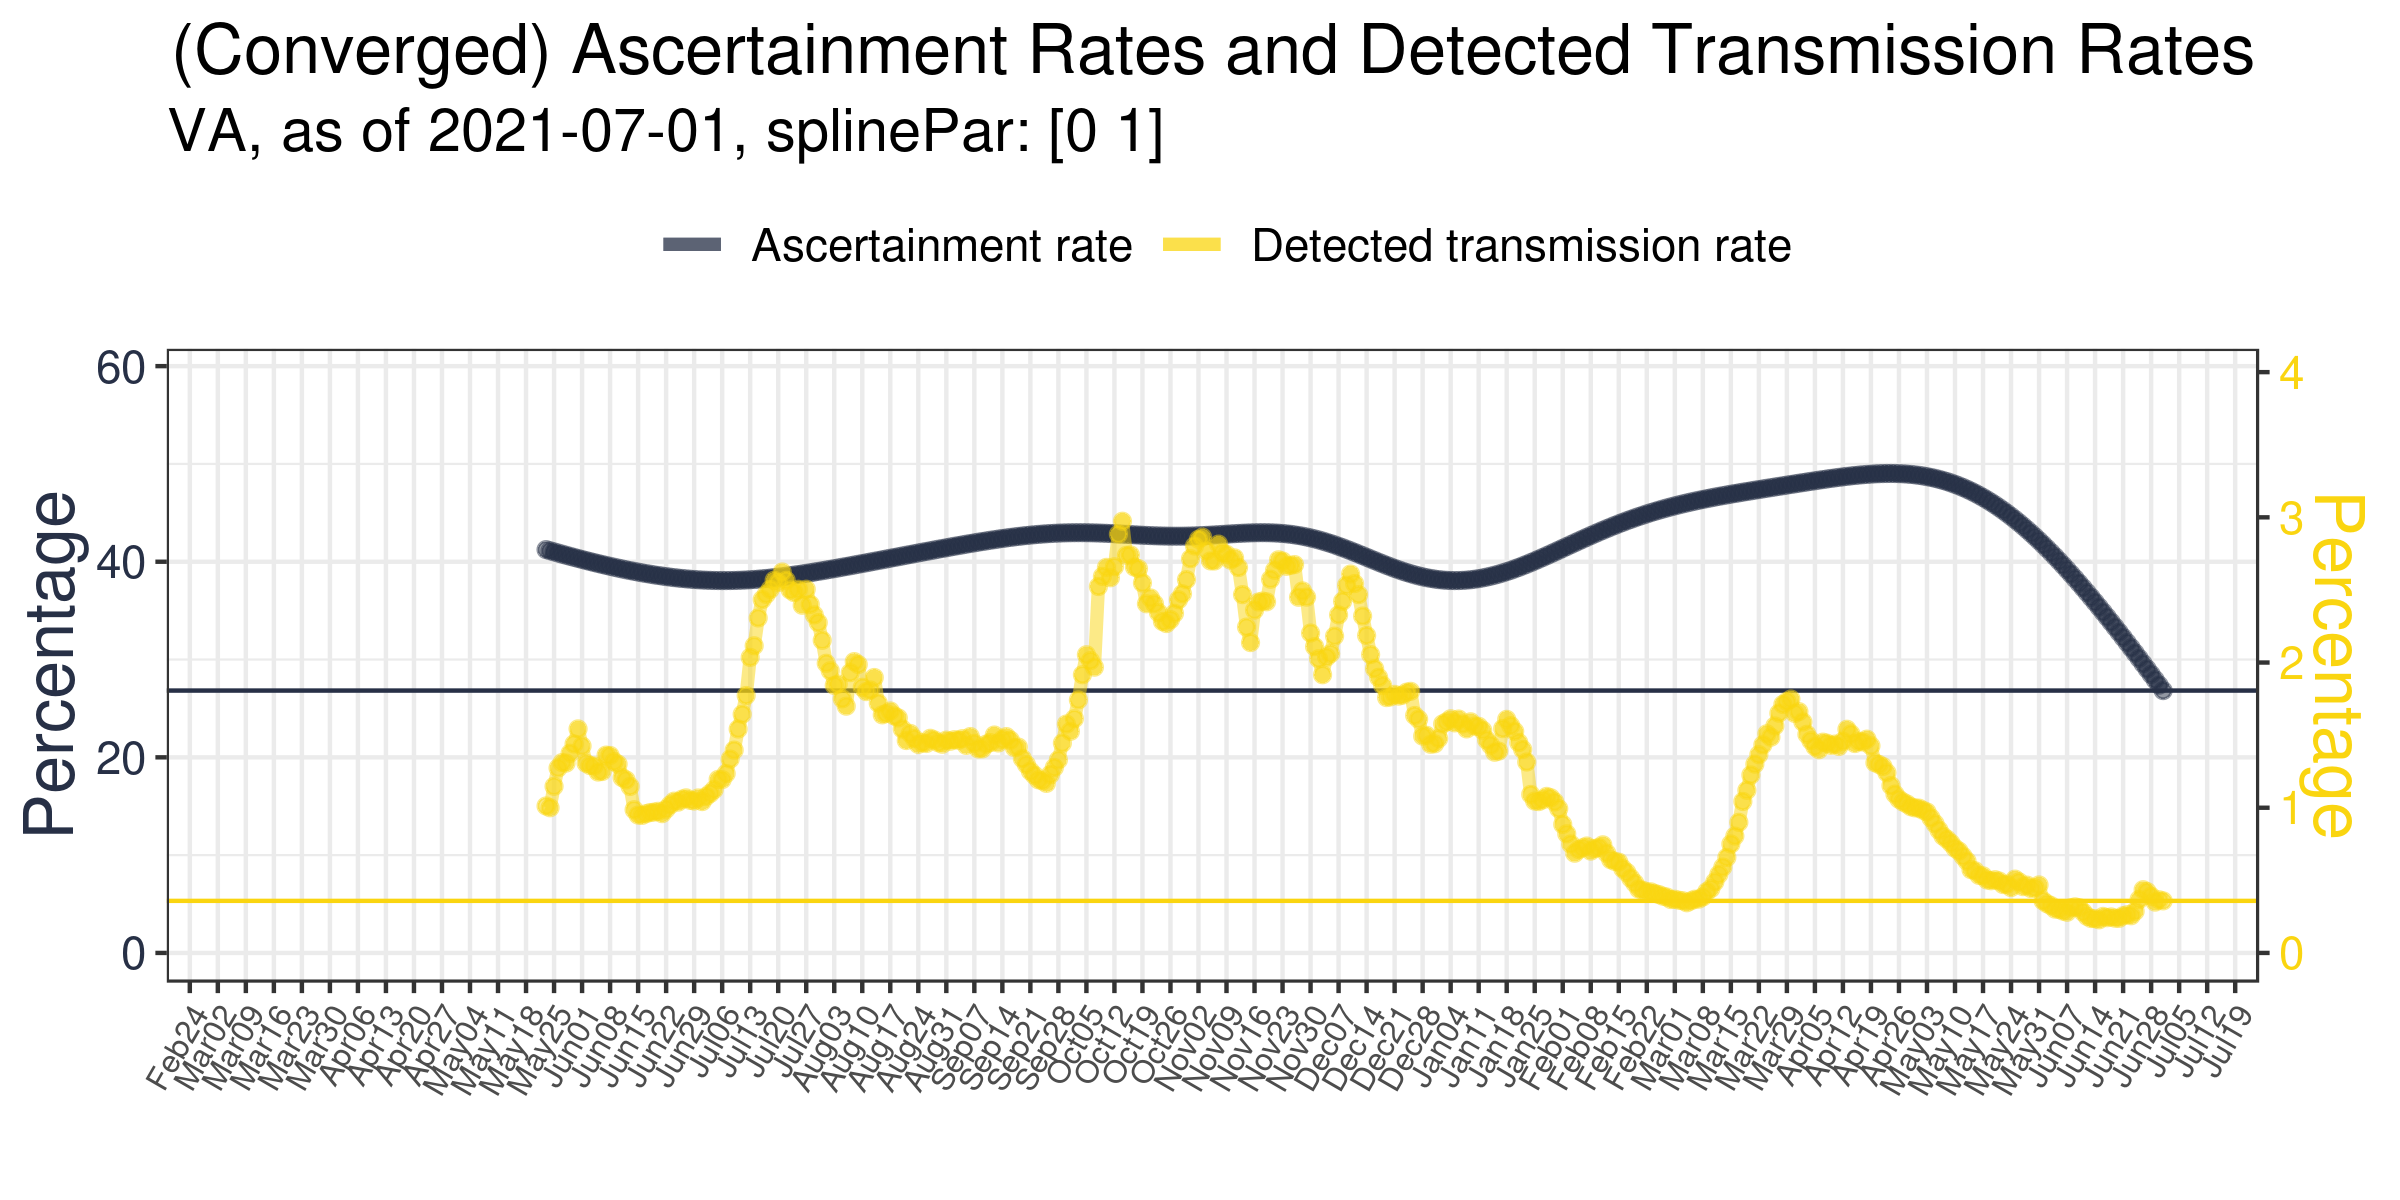 (Converged) Ascertainment Rates and Detected Transmission Rates
VA, as of 2021-07-01, splinePar: [0 1]
Ascertainment rate
Detected transmission rate
Percentage
60
40
20
0
4
3
2
1
0
Percentage
Feb24
Mar02
Mar09
Mar16
Mar23
Mar30
Apr06
Apr13
Apr20
Apr27
May04
May11
May18
May25
Jun01
Jun08
Jun15
Jun22
Jun29
Jul06
Jul13
Jul20
Jul27
Aug03
Aug10
Aug17
Aug24
Aug31
Sep07
Sep14
Sep21
Sep28
Oct05
Oct12
Oct19
Oct26
Nov02
Nov09
Nov16
Nov23
Nov30
Dec07
Dec14
Dec21
Dec28
Jan04
Jan11
Jan18
Jan25
Feb01
Feb08
Feb15
Feb22
Mar01
Mar08
Mar15
Mar22
Mar29
Apr05
Apr12
Apr19
Apr26
May03
May10
May17
May24
May31
Jun07
Jun14
Jun21
Jun28
Jul05
Jul12
Jul19